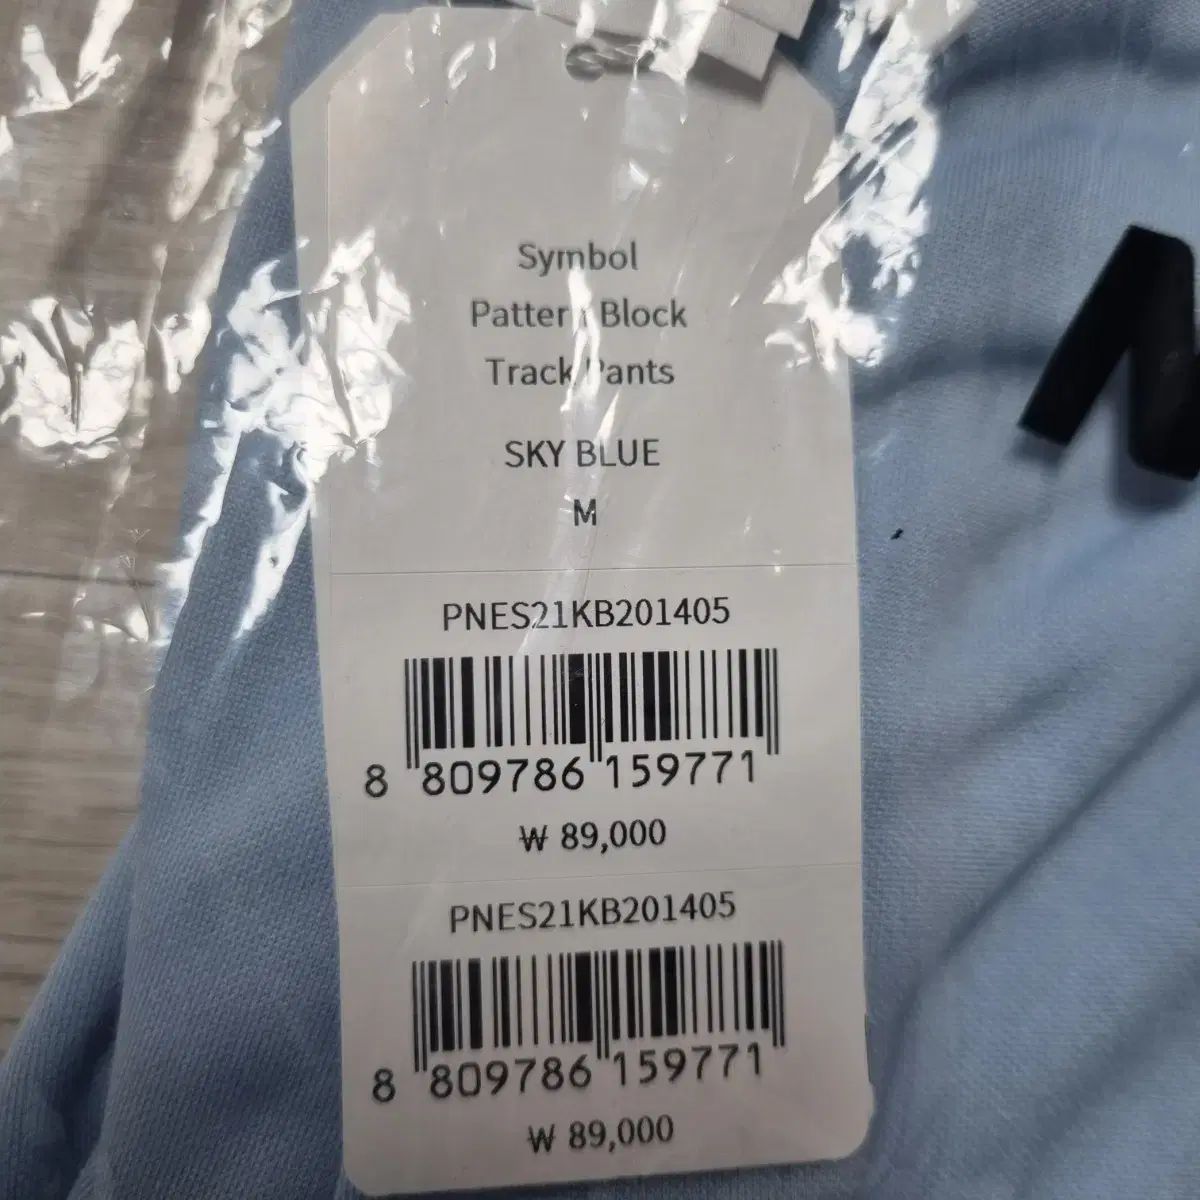 Symbol
Pattern Block
Track Pants
SKY BLUE
M
PNES21KB201405
8 809786 159771
₩ 89,000
PNES21KB201405
8 809786 159771
₩ 89,000